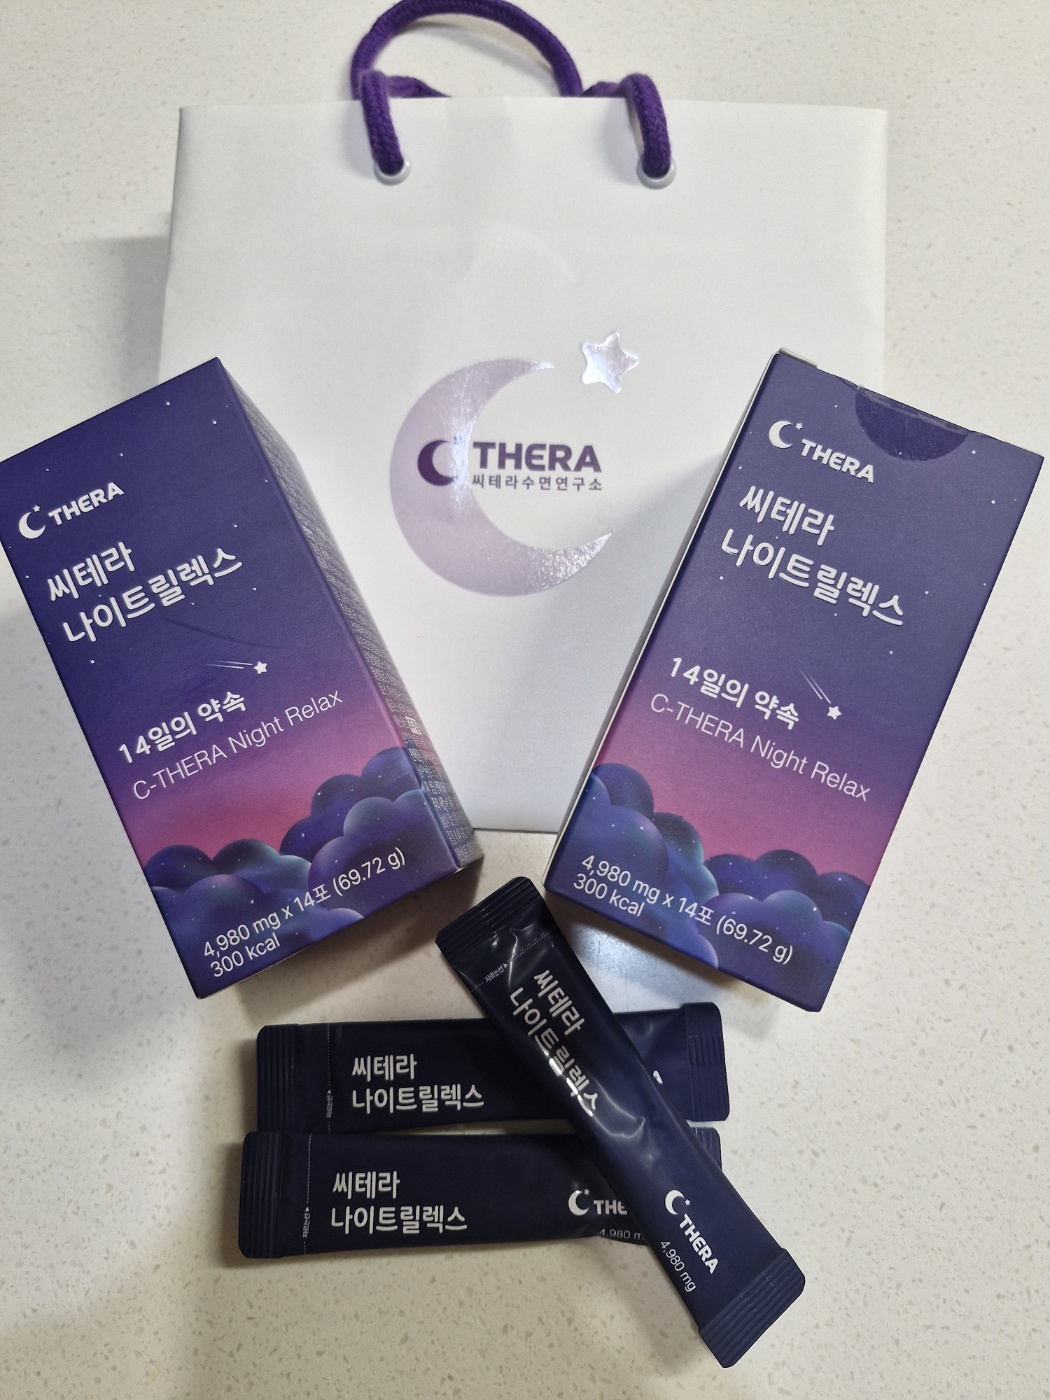 THERA
씨테라수면연구소
THERA
씨테라
나이트릴렉스
14일의 약속
C-THERA Night Relax
4,980 mg x 14포 (69.72 g)
300 kcal
THERA
씨테라
나이트릴렉스
14일의 약속
C-THERA Night Relax
4,980 mg x 14포 (69.72 g)
300 kcal
씨테라
나이트릴렉스
THERA
4,980 mg
씨테라
나이트릴렉스
씨테라
나이트릴렉스
THE
4,980 m